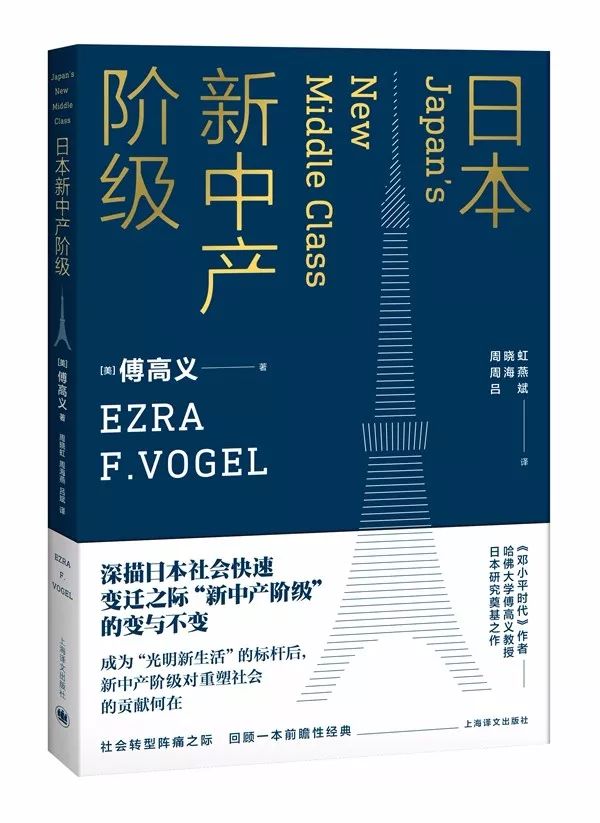 Japan's
New
Middle
Class
日本新中产阶级
[美]
傅高义
著
周晓虹 周海燕 吕斌 译
EZRA
F.
VOGEL
上海译文出版社
日本
Japan's
新中产
New
Middle Class
阶级
[美] 傅高义 著
EZRA
F.VOGEL
周晓虹
周海燕
吕斌
译
深描日本社会快速
变迁之际“新中产阶级”
的变与不变
成为“光明新生活”的标杆后，
新中产阶级对重塑社会
的贡献何在
社会转型阵痛之际 回顾一本前瞻性经典
《邓小平时代》作者
哈佛大学傅高义教授
日本研究奠基之作
上海译文出版社